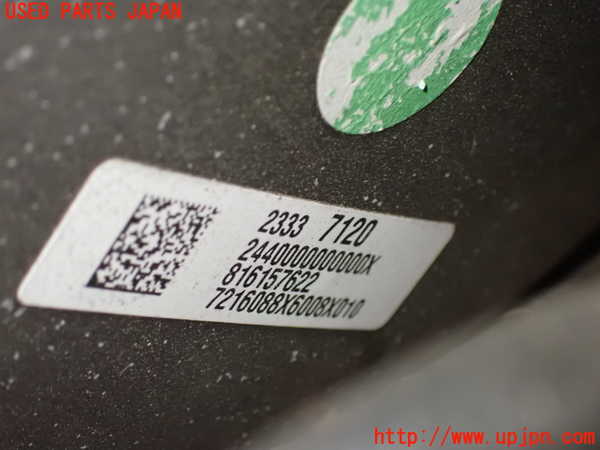 USED PARTS JAPAN
2333 7120
2440000000000X
816157622
7216088X6008X010
http://www.upjpn.com